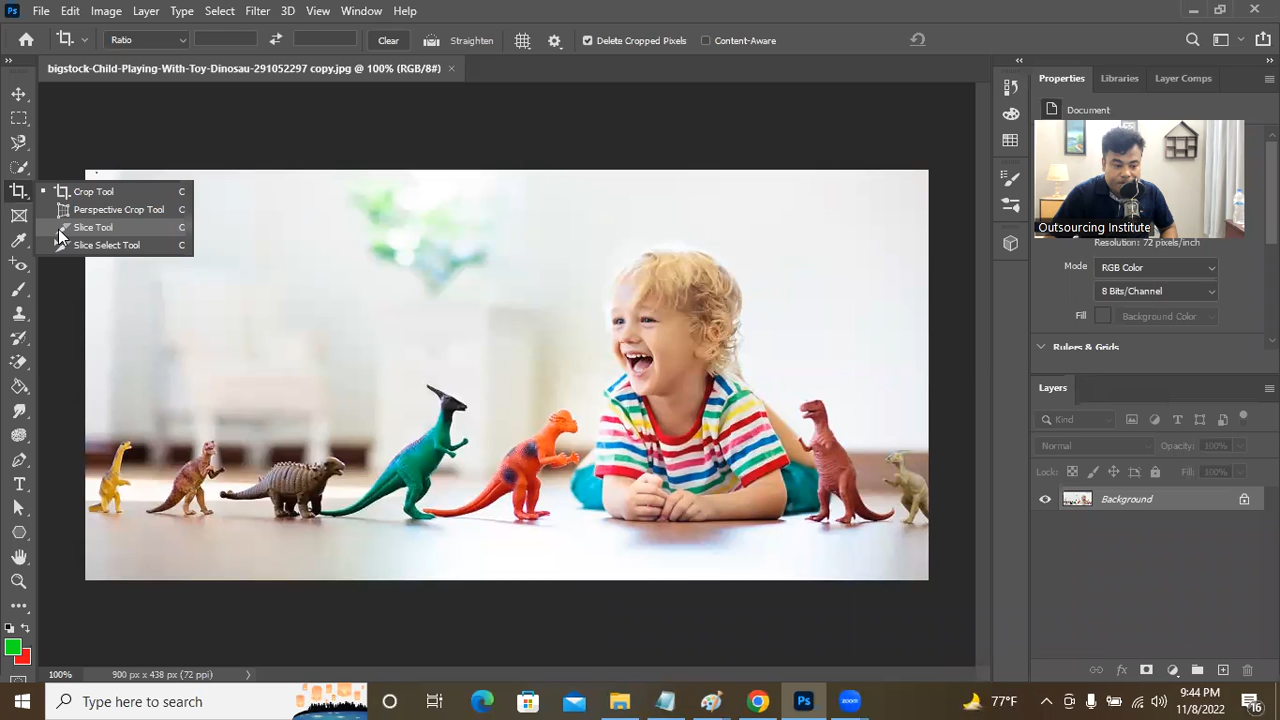 Ps File Edit Image Layer Type Select Filter 3D View Window Help
Ratio Clear Straighten Delete Cropped Pixels Content-Aware
bigstock-Child-Playing-With-Toy-Dinosau-291052297 copy.jpg @ 100% (RGB/8#) ×
Properties Libraries Layer Comps
Document
Crop Tool C
Perspective Crop Tool C
Slice Tool C
Slice Select Tool C
Outsourcing Institute
Resolution: 72 pixels/inch
Mode RGB Color
8 Bits/Channel
Fill Background Color
Rulers & Grids
Layers
Kind
Normal Opacity: 100%
Lock: Fill: 100%
Background
100% 900 px x 438 px (72 ppi)
Type here to search
Ps zoom 77°F 9:44 PM
11/8/2022 16